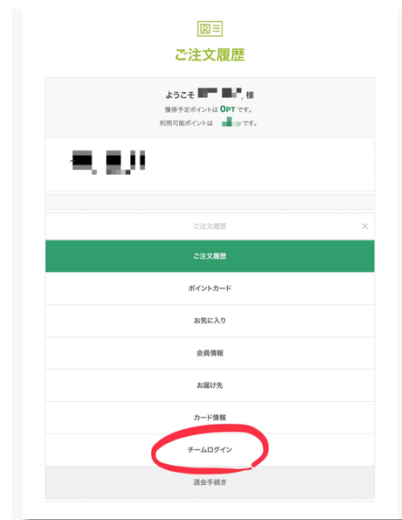 ご注文履歴
ようこそ 様
獲得予定ポイントは 0PT です。
利用可能ポイントは です。
ご注文履歴 ×
ご注文履歴
ポイントカード
お気に入り
会員情報
お届け先
カード情報
チームログイン
退会手続き